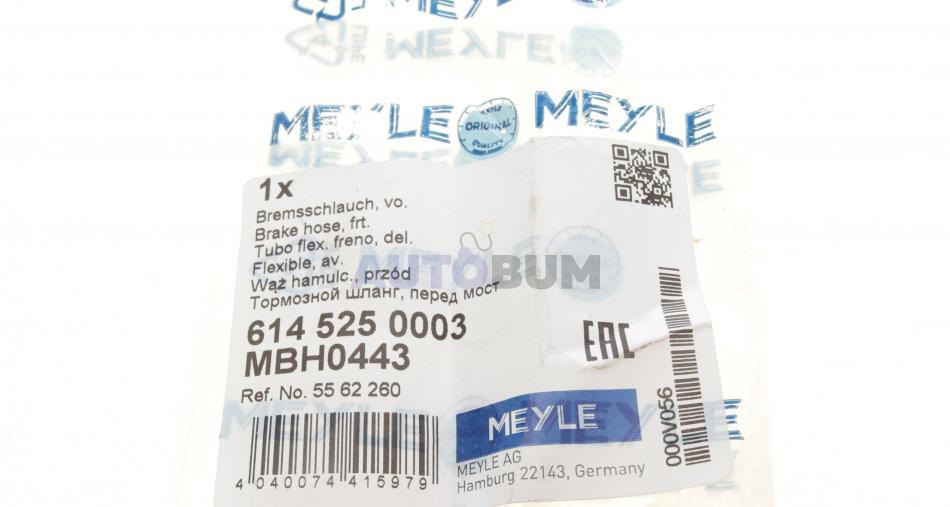 MEYLE
MEYLE
MEYLE ORIGINAL QUALITY MEYLE
1x
Bremsschlauch, vo.
Brake hose, frt.
Tubo flex. freno, del.
Flexible, av.
Wąż hamulc., przód
Тормозной шланг, перед мост
AUTOBUM
614 525 0003
MBH0443
Ref. No. 55 62 260
EAC
MEYLE
MEYLE AG
Hamburg 22143, Germany
4 040074 415979
000V056